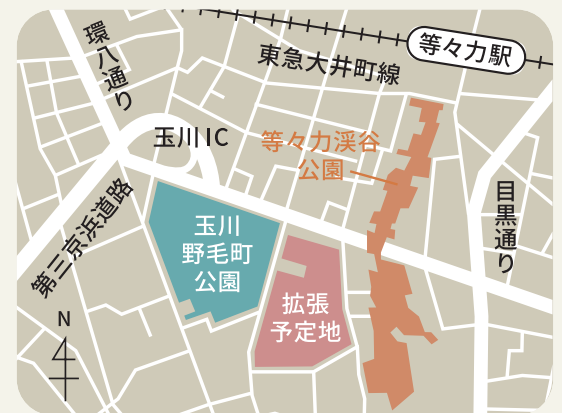 環八通り
東急大井町線
等々力駅
玉川IC
等々力渓谷
公園
目黒通り
第三京浜道路
玉川
野毛町
公園
拡張
予定地
N